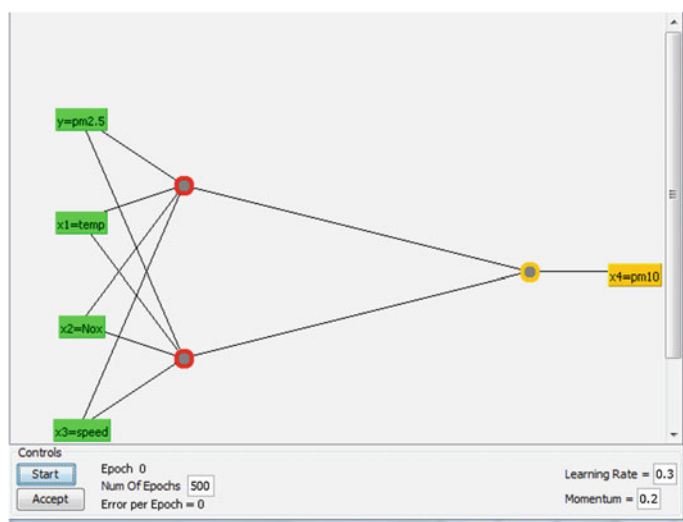 y=pm2.5
x1=temp
x2=Nox
x3=speed
x4=pm10
Controls
Start
Accept
Epoch 0
Num Of Epochs 500
Error per Epoch = 0
Learning Rate = 0.3
Momentum = 0.2